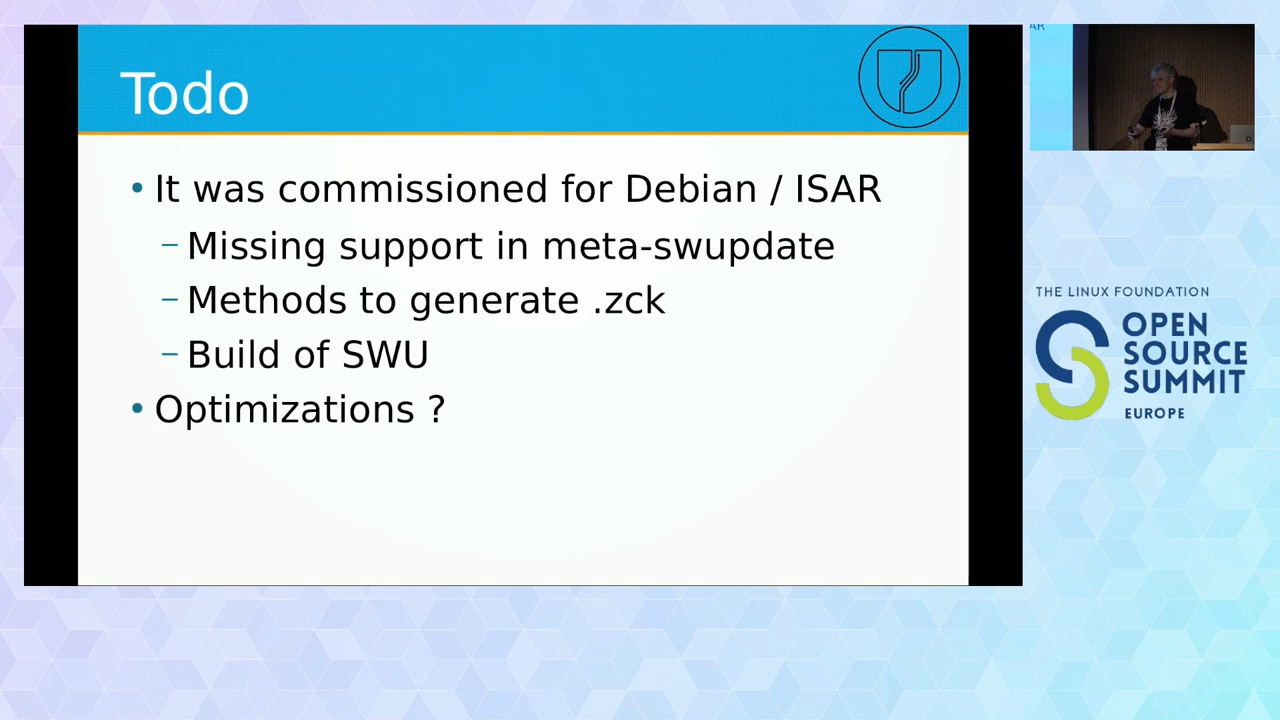 Todo
• It was commissioned for Debian / ISAR
– Missing support in meta-swupdate
– Methods to generate .zck
– Build of SWU
• Optimizations ?
AR
THE LINUX FOUNDATION
OPEN
SOURCE
SUMMIT
EUROPE